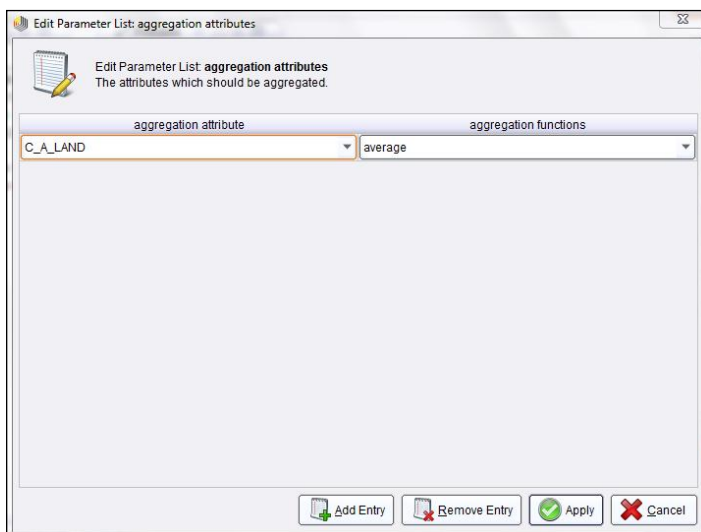 Edit Parameter List: aggregation attributes
Edit Parameter List: aggregation attributes
The attributes which should be aggregated.
aggregation attribute aggregation functions
C_A_LAND average
Add Entry Remove Entry Apply Cancel